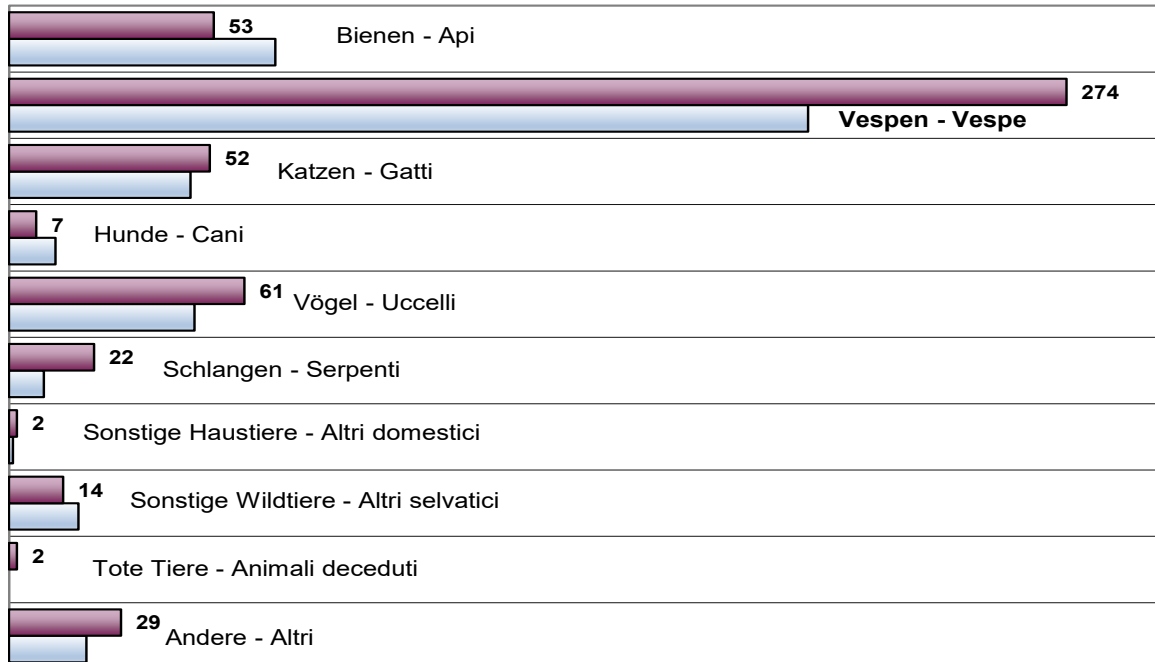 53 Bienen - Api
274
Vespen - Vespe
52 Katzen - Gatti
7 Hunde - Cani
61 Vögel - Uccelli
22 Schlangen - Serpenti
2 Sonstige Haustiere - Altri domestici
14 Sonstige Wildtiere - Altri selvatici
2 Tote Tiere - Animali deceduti
29 Andere - Altri